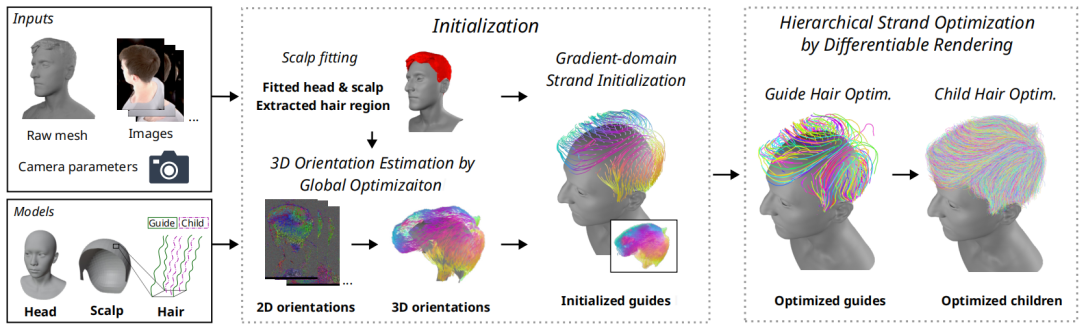 Inputs
Raw mesh
Images
...
Camera parameters
Models
Guide
Child
Head
Scalp
Hair
Initialization
Scalp fitting
Fitted head & scalp
Extracted hair region
3D Orientation Estimation by
Global Optimizaiton
...
2D orientations
3D orientations
Gradient-domain
Strand Initialization
Initialized guides
Hierarchical Strand Optimization
by Differentiable Rendering
Guide Hair Optim.
Child Hair Optim.
Optimized guides
Optimized children